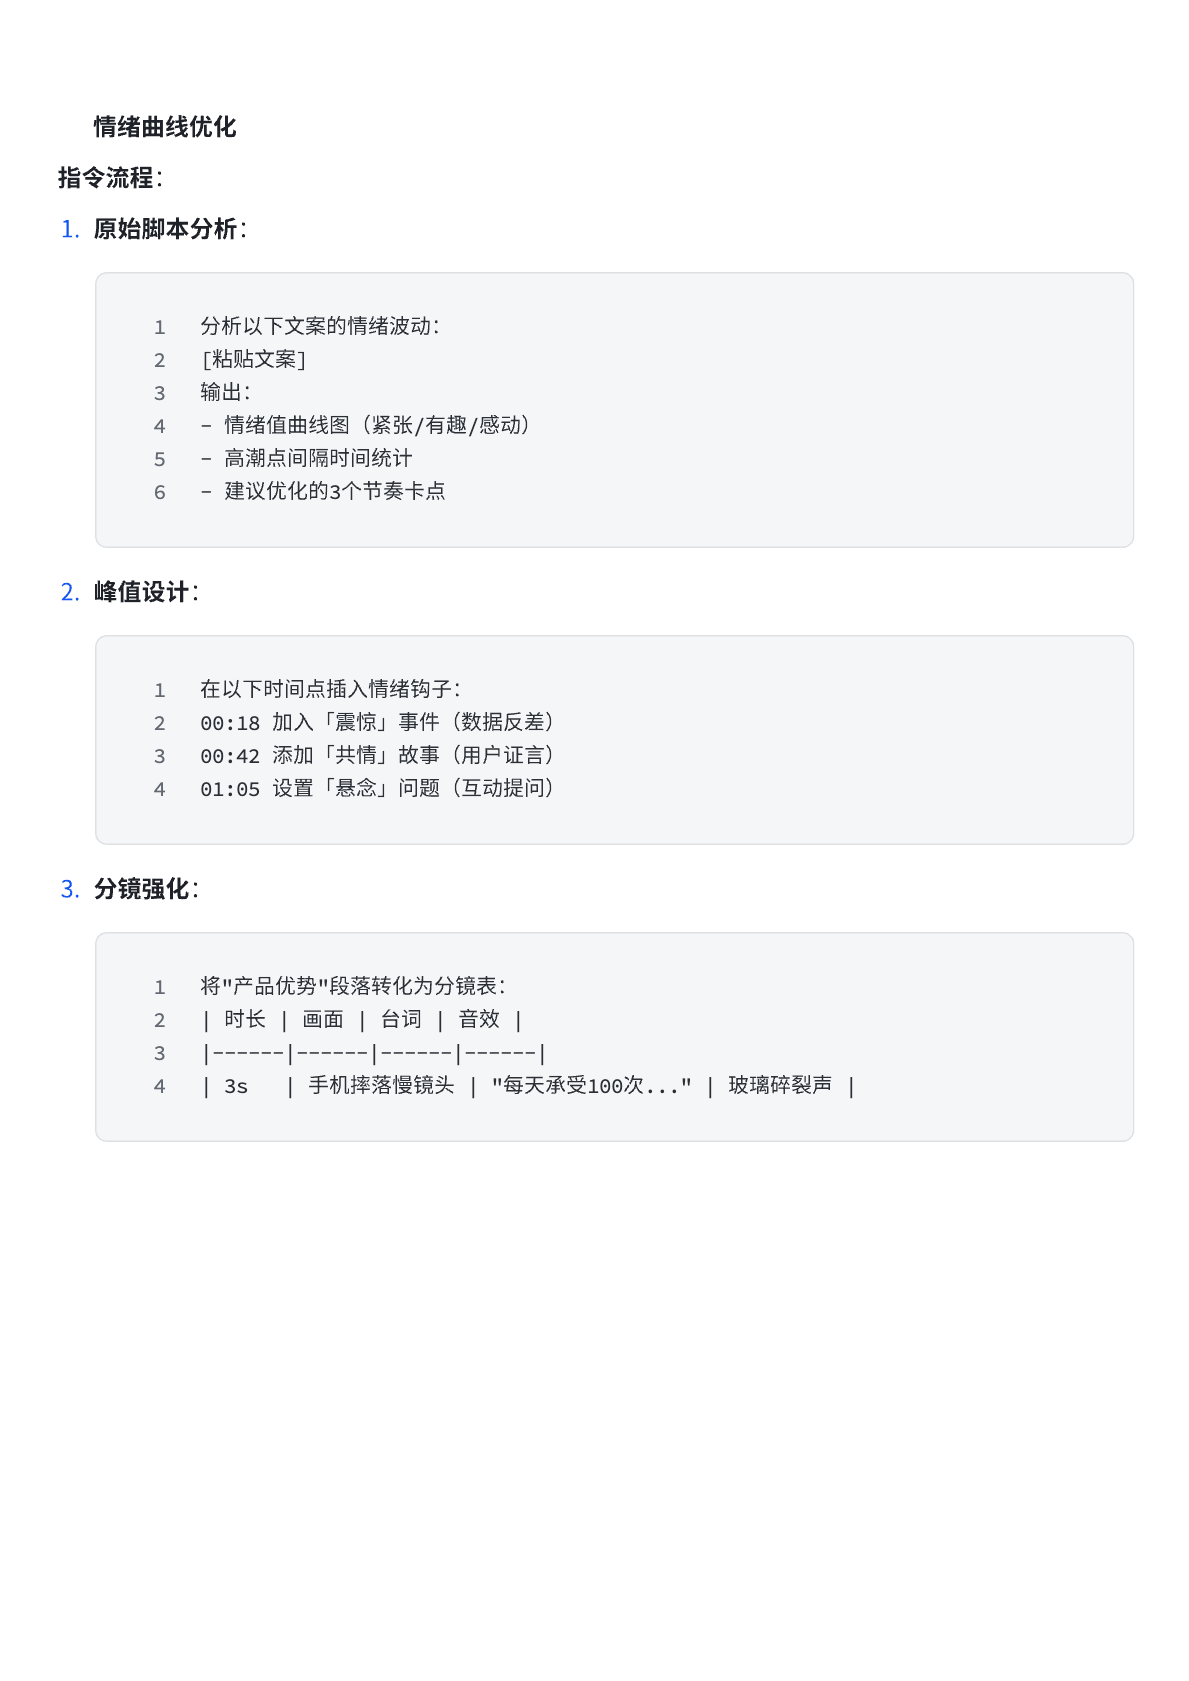 情绪曲线优化
指令流程：
1. 原始脚本分析：
1 分析以下文案的情绪波动：
2 [粘贴文案]
3 输出：
4 - 情绪值曲线图（紧张/有趣/感动）
5 - 高潮点间隔时间统计
6 - 建议优化的3个节奏卡点
2. 峰值设计：
1 在以下时间点插入情绪钩子：
2 00:18 加入「震惊」事件（数据反差）
3 00:42 添加「共情」故事（用户证言）
4 01:05 设置「悬念」问题（互动提问）
3. 分镜强化：
1 将"产品优势"段落转化为分镜表：
2 | 时长 | 画面 | 台词 | 音效 |
3 |------|------|------|------|
4 | 3s   | 手机摔落慢镜头 | "每天承受100次..." | 玻璃碎裂声 |